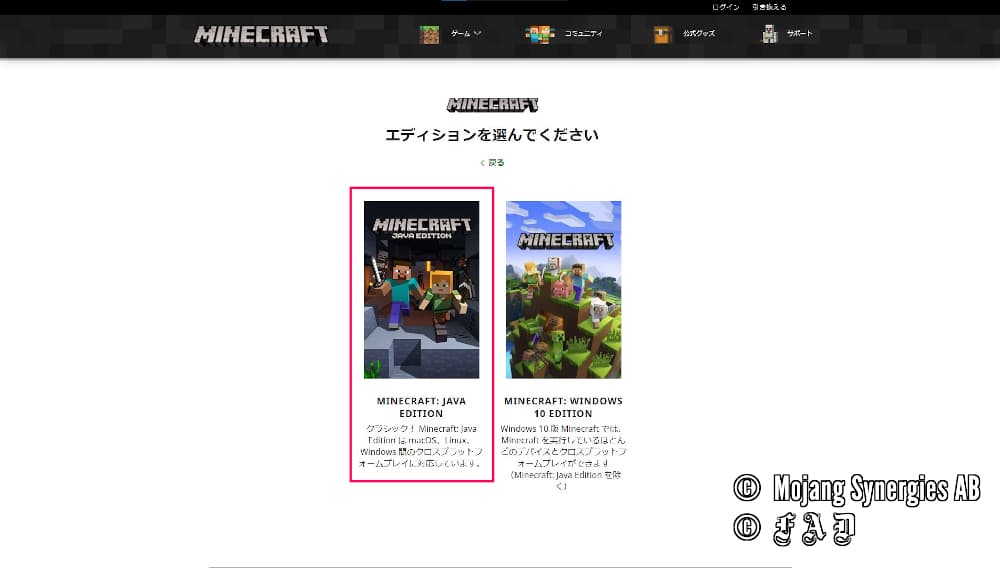 ログイン 引き換える
MINECRAFT ゲーム コミュニティ 公式グッズ サポート
MINECRAFT
エディションを選んでください
< 戻る
MINECRAFT
JAVA EDITION
MINECRAFT: JAVA
EDITION
クラシック！ Minecraft: Java
Edition は macOS、Linux、
Windows 間のクロスプラットフ
ォームプレイに対応しています。
MINECRAFT
MINECRAFT: WINDOWS
10 EDITION
Windows 10 版 Minecraft では、
Minecraft を実行しているほとん
どのデバイスとクロスプラットフ
ォームプレイができます
（Minecraft: Java Edition を除
く）
© Mojang Synergies AB
© FAP